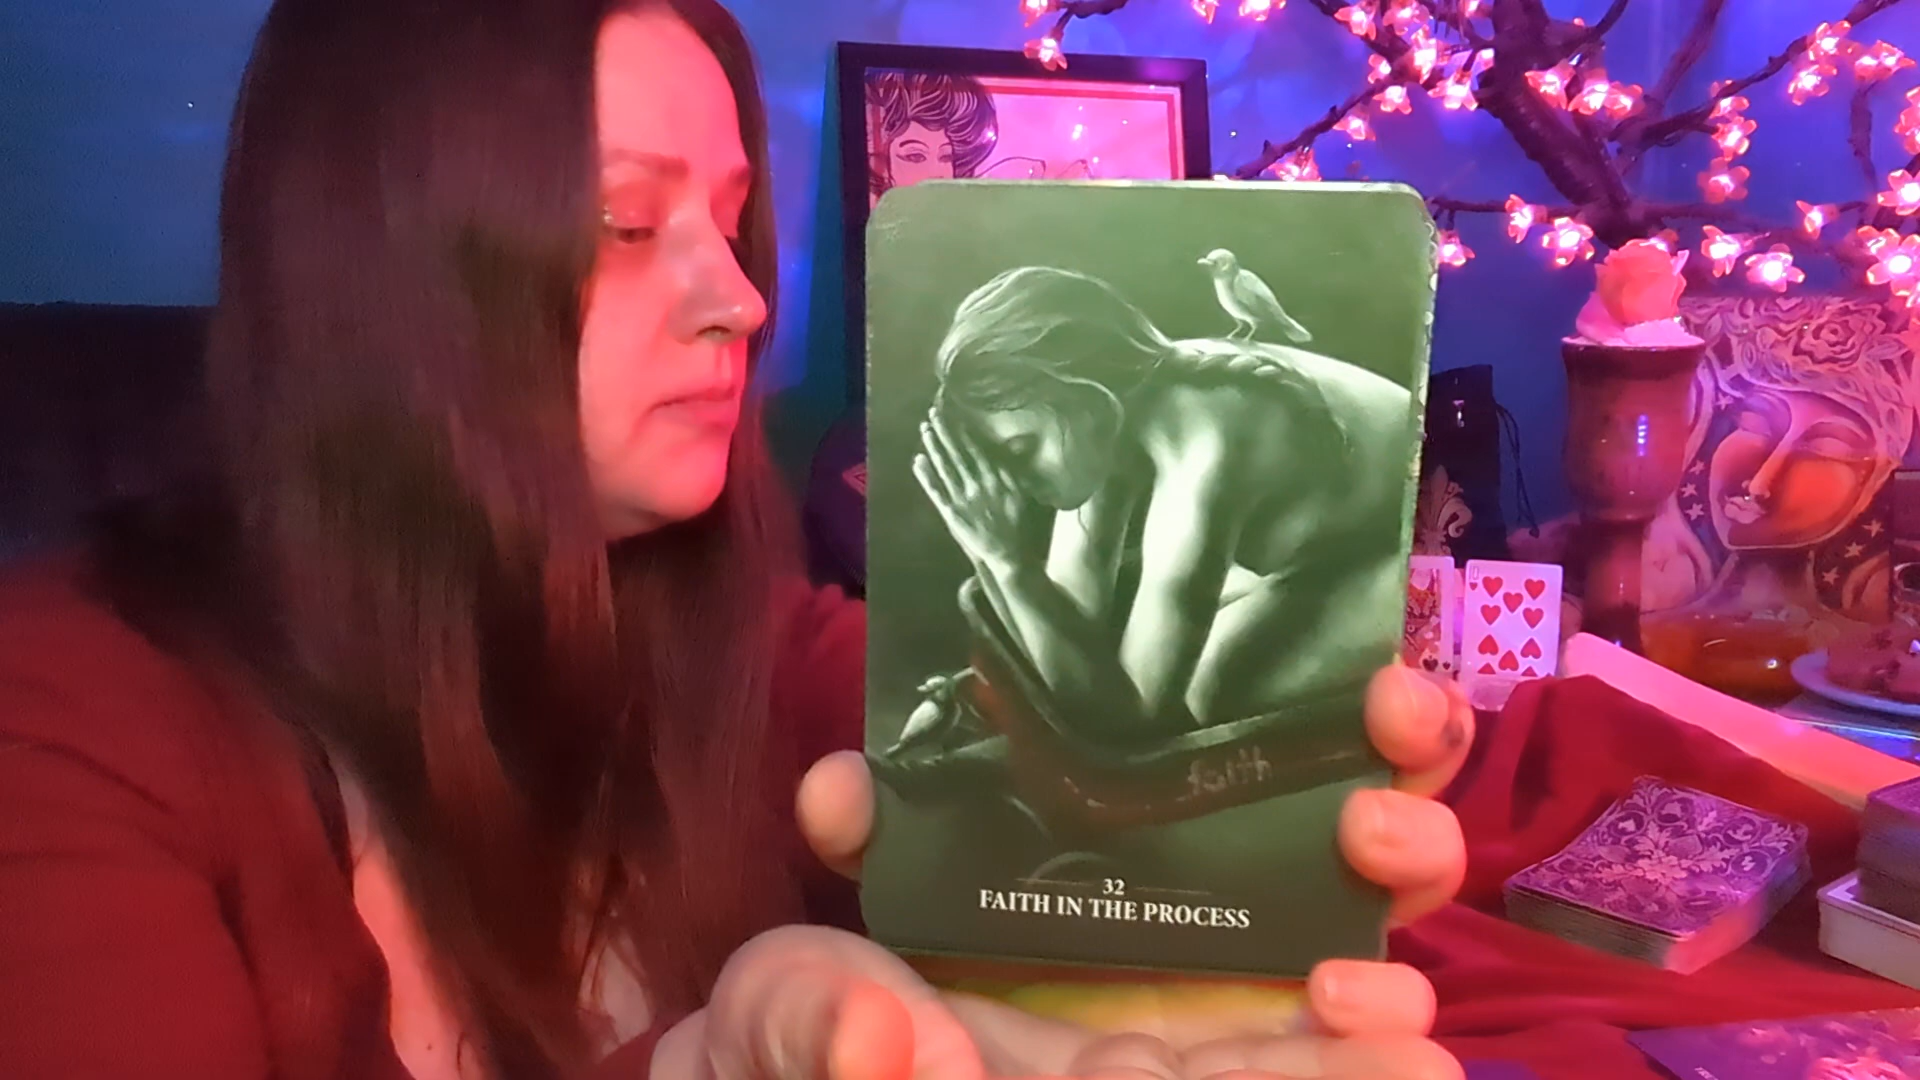 faith
32
FAITH IN THE PROCESS